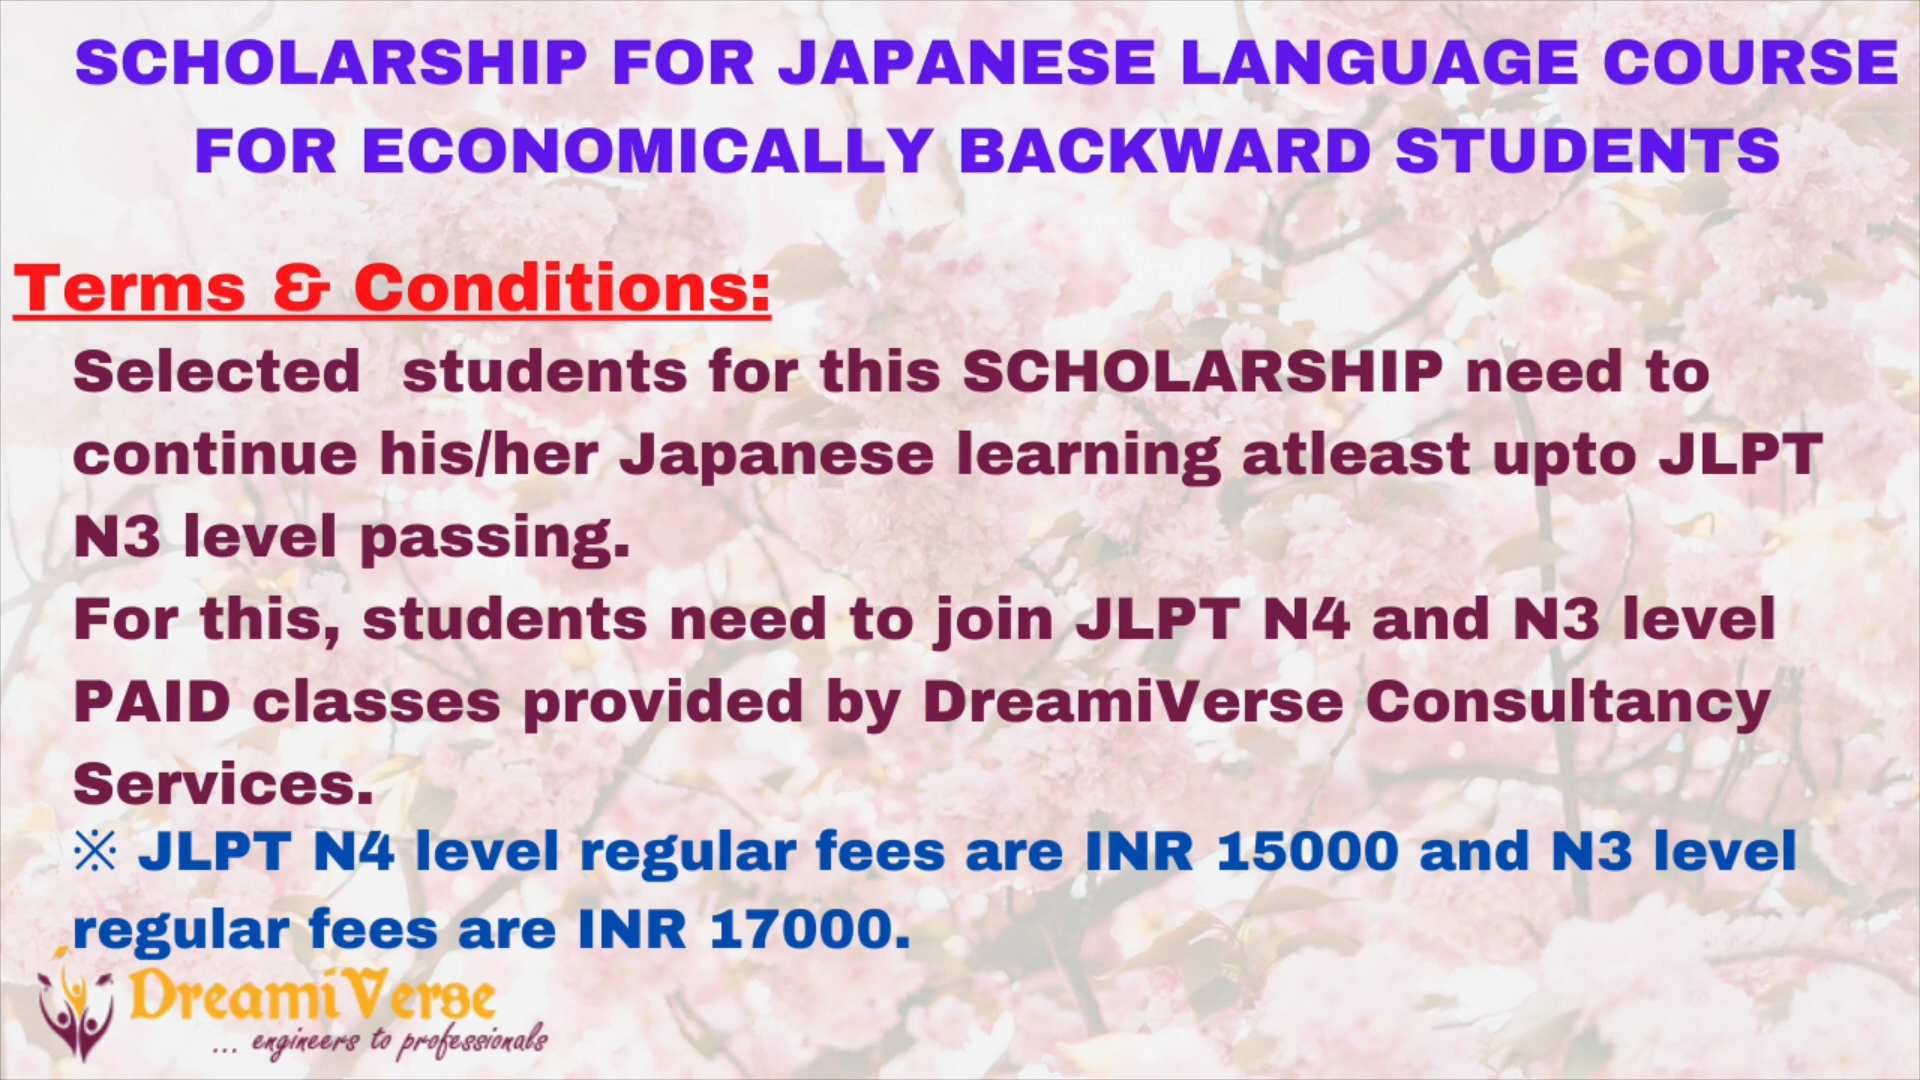 SCHOLARSHIP FOR JAPANESE LANGUAGE COURSE
FOR ECONOMICALLY BACKWARD STUDENTS
Terms & Conditions:
Selected  students for this SCHOLARSHIP need to
continue his/her Japanese learning atleast upto JLPT
N3 level passing.
For this, students need to join JLPT N4 and N3 level
PAID classes provided by DreamiVerse Consultancy
Services.
※ JLPT N4 level regular fees are INR 15000 and N3 level
regular fees are INR 17000.
DreamiVerse
... engineers to professionals